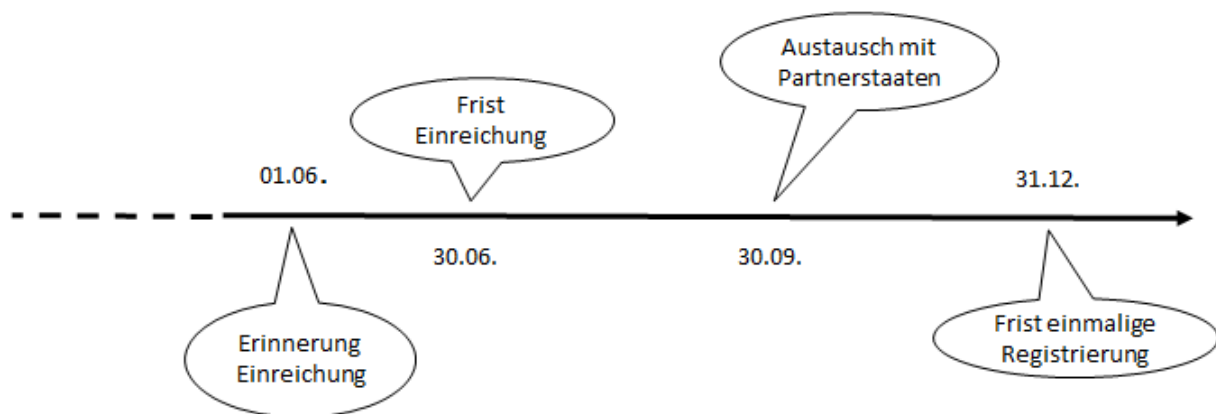 Austausch mit
Partnerstaaten
Frist
Einreichung
01.06.
31.12.
30.06.
30.09.
Erinnerung
Einreichung
Frist einmalige
Registrierung